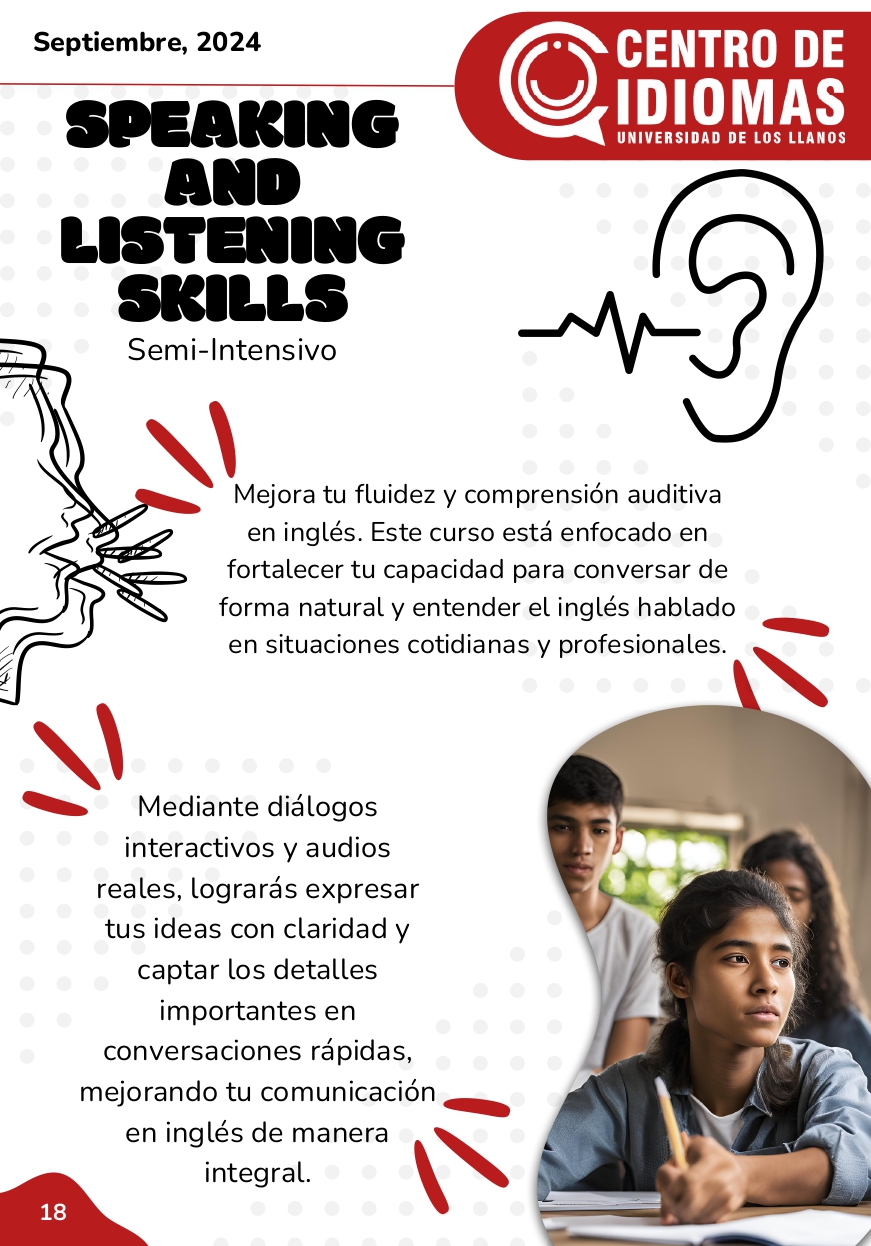 Septiembre, 2024
CENTRO DE
IDIOMAS
UNIVERSIDAD DE LOS LLANOS
SPEAKING
AND
LISTENING
SKILLS
Semi-Intensivo
Mejora tu fluidez y comprensión auditiva
en inglés. Este curso está enfocado en
fortalecer tu capacidad para conversar de
forma natural y entender el inglés hablado
en situaciones cotidianas y profesionales.
Mediante diálogos
interactivos y audios
reales, lograrás expresar
tus ideas con claridad y
captar los detalles
importantes en
conversaciones rápidas,
mejorando tu comunicación
en inglés de manera
integral.
18